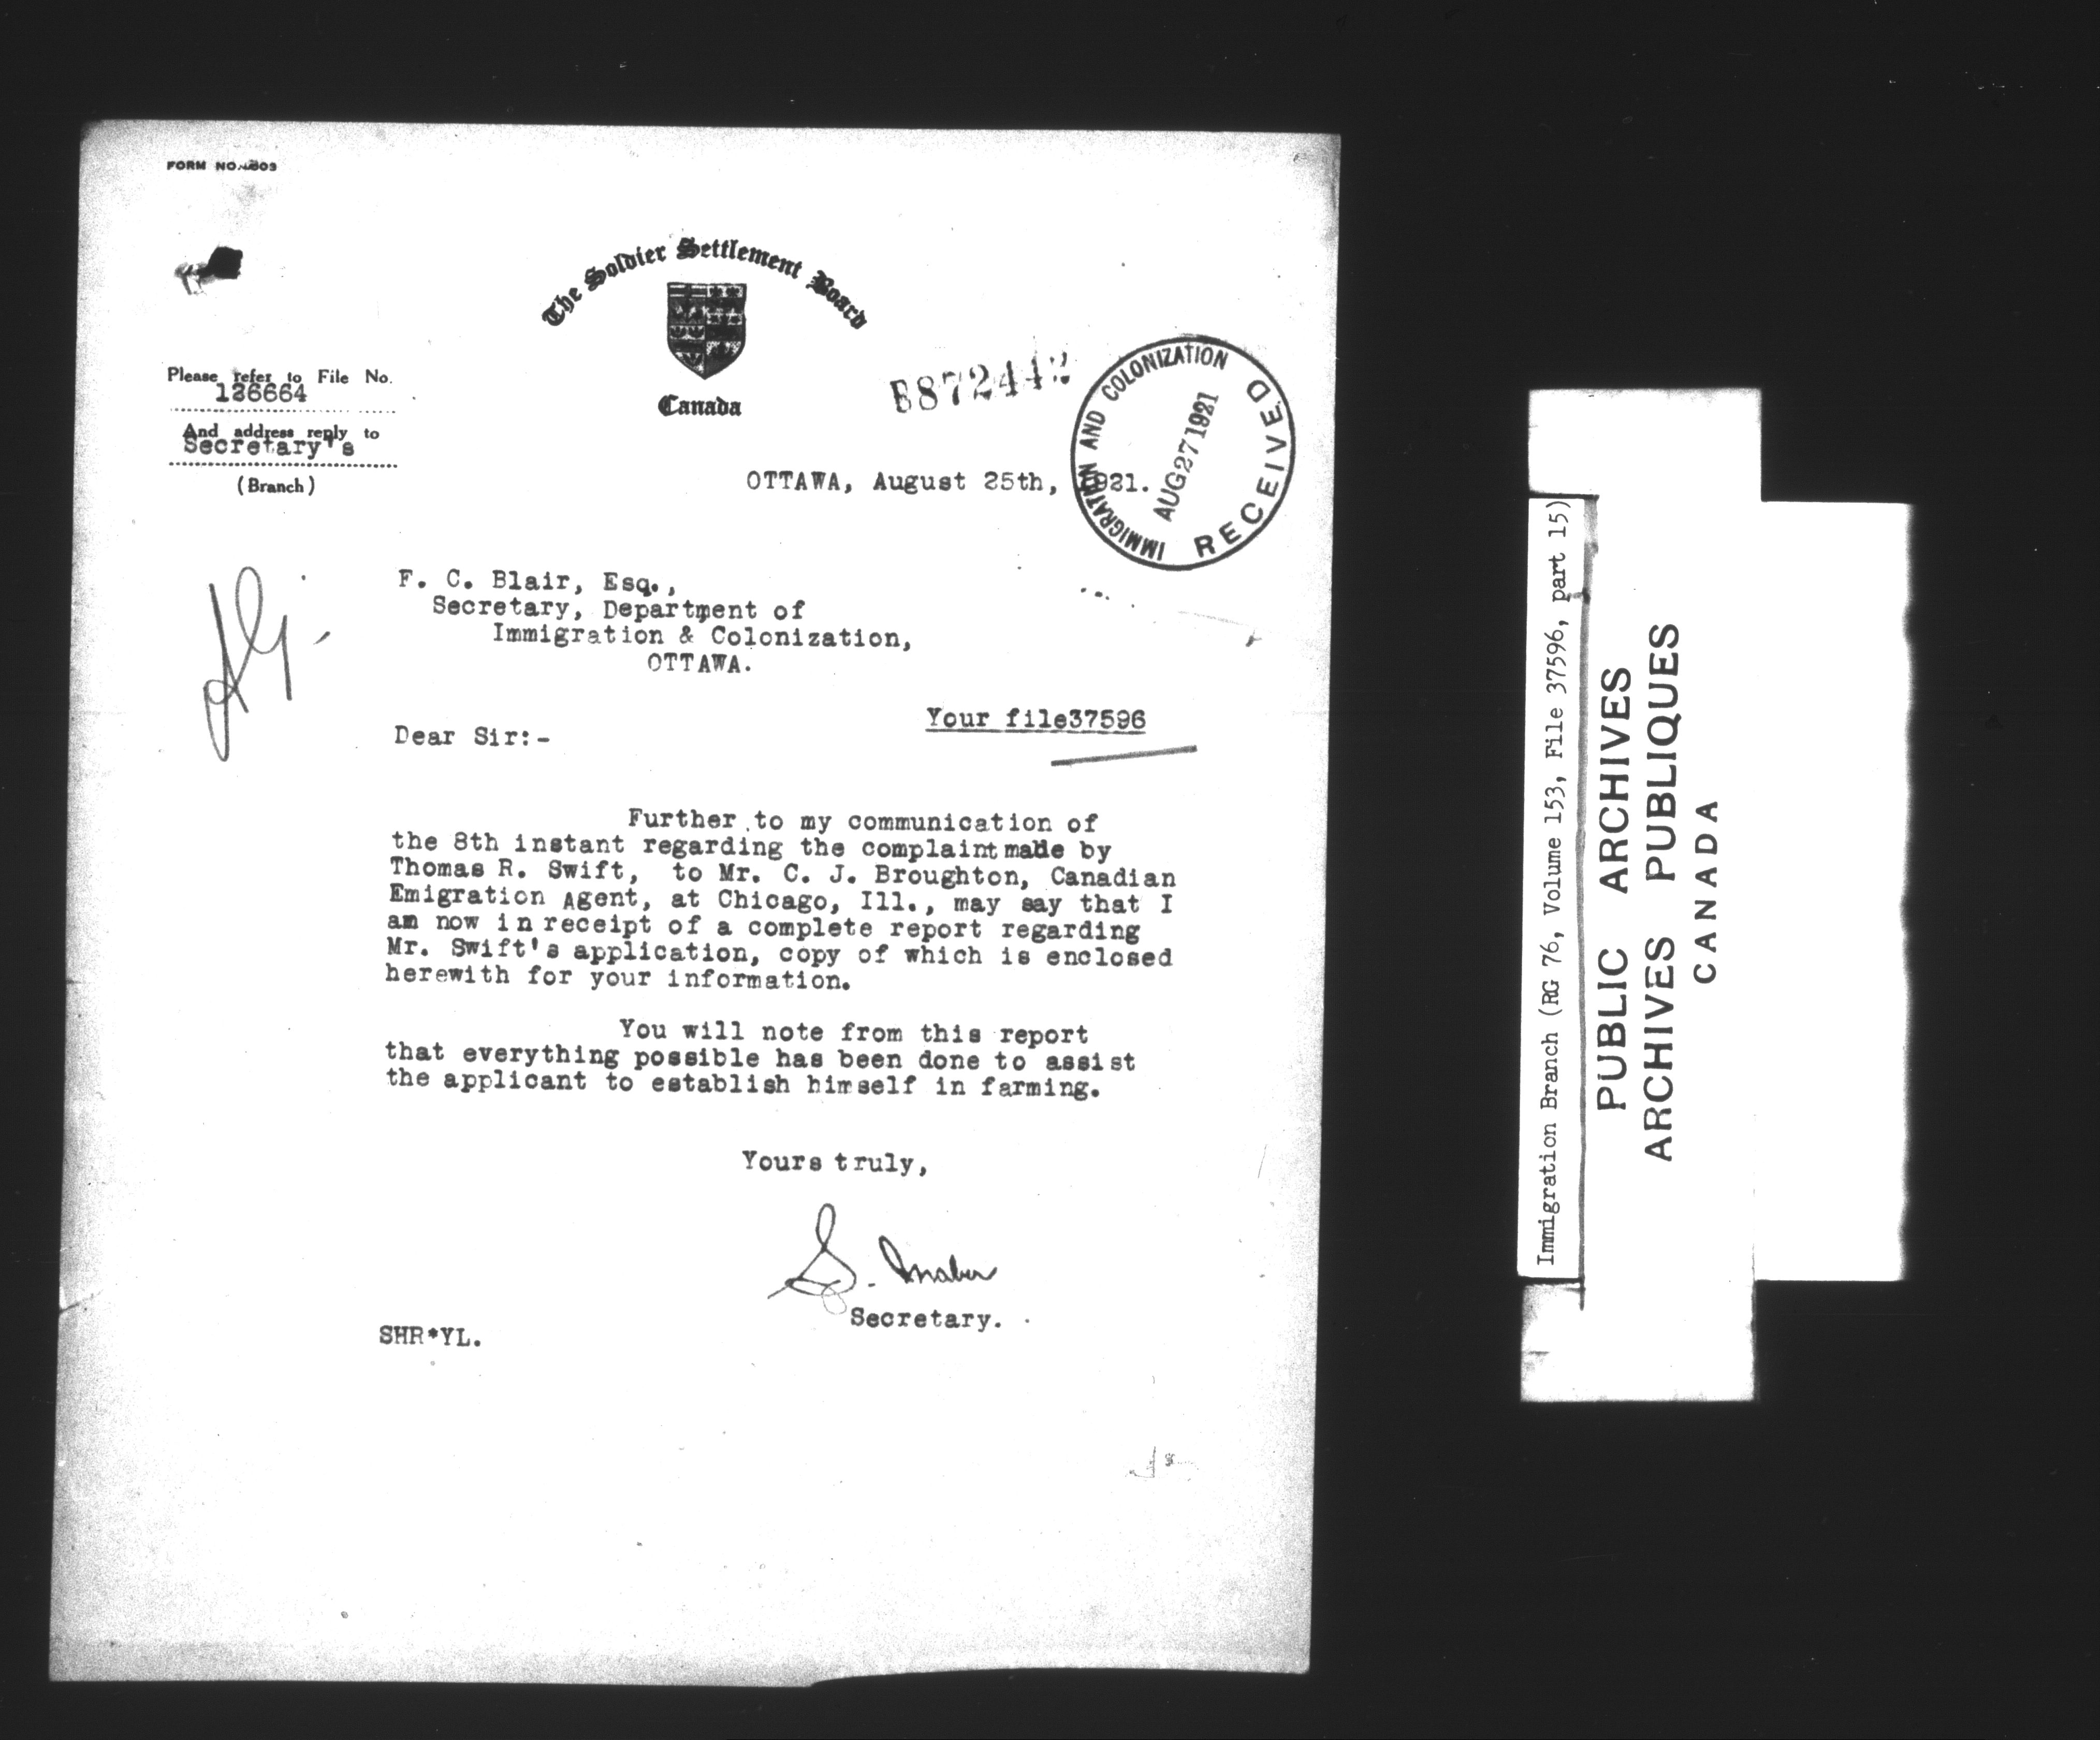 The Soldier Settlement Board
Canada
Please refer to File No.
126664
And address reply to
Secretary's
(Branch)
B872442
IMMIGRATION AND COLONIZATION
AUG 27 1921
RECEIVED
OTTAWA, August 25th, 1921.
F. C. Blair, Esq.,
Secretary, Department of
Immigration & Colonization,
OTTAWA.
Your file37596
Dear Sir:-
Further to my communication of
the 8th instant regarding the complaint made by
Thomas R. Swift, to Mr. C. J. Broughton, Canadian
Emigration Agent, at Chicago, Ill., may say that I
am now in receipt of a complete report regarding
Mr. Swift's application, copy of which is enclosed
herewith for your information.
You will note from this report
that everything possible has been done to assist
the applicant to establish himself in farming.
Yours truly,
S. Maber
Secretary.
SHR*YL.
Immigration Branch (RG 76, Volume 153, File 37596, part 15)
PUBLIC ARCHIVES
ARCHIVES PUBLIQUES
CANADA